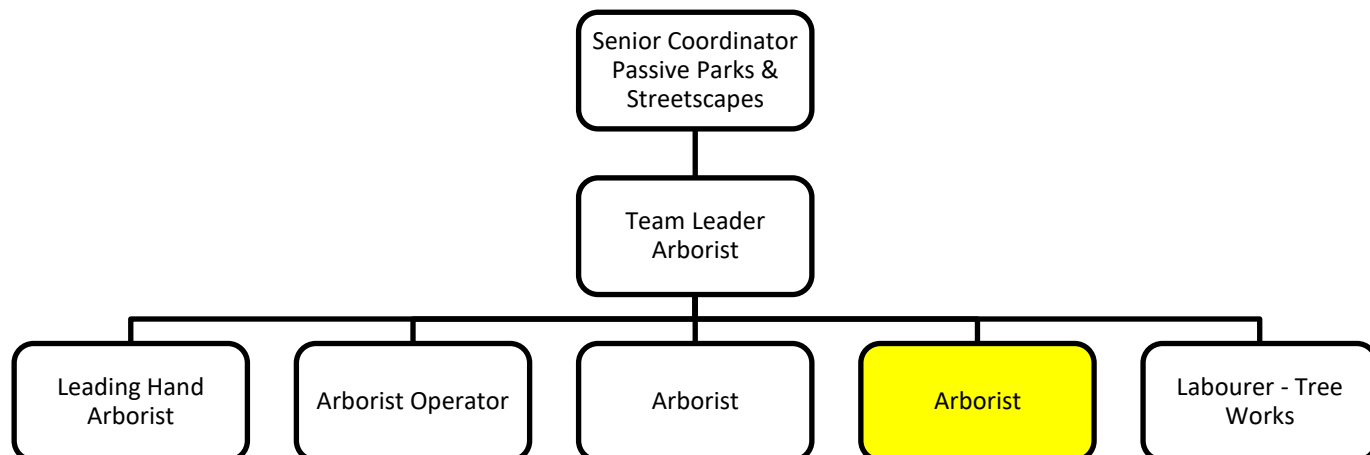 Senior Coordinator
Passive Parks &
Streetscapes
Team Leader
Arborist
Leading Hand
Arborist
Arborist Operator
Arborist
Arborist
Labourer - Tree
Works